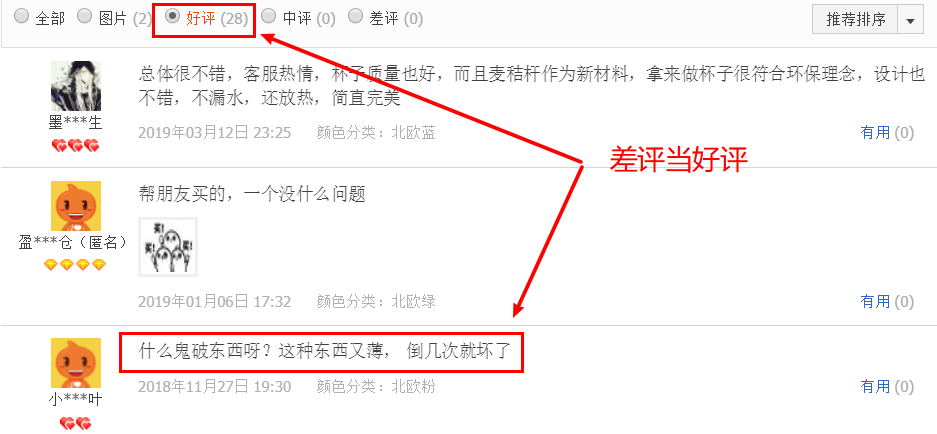 全部 图片 (2) 好评 (28) 中评 (0) 差评 (0) 推荐排序
总体很不错，客服热情，杯子质量也好，而且麦秸杆作为新材料，拿来做杯子很符合环保理念，设计也
不错，不漏水，还放热，简直完美
墨***生
2019年03月12日 23:25 颜色分类：北欧蓝 有用 (0)
差评当好评
帮朋友买的，一个没什么问题
盈***仓（匿名）
买! 买! 买!
2019年01月06日 17:32 颜色分类：北欧绿 有用 (0)
什么鬼破东西呀？这种东西又薄， 倒几次就坏了
2018年11月27日 19:30 颜色分类：北欧粉 有用 (0)
小***叶